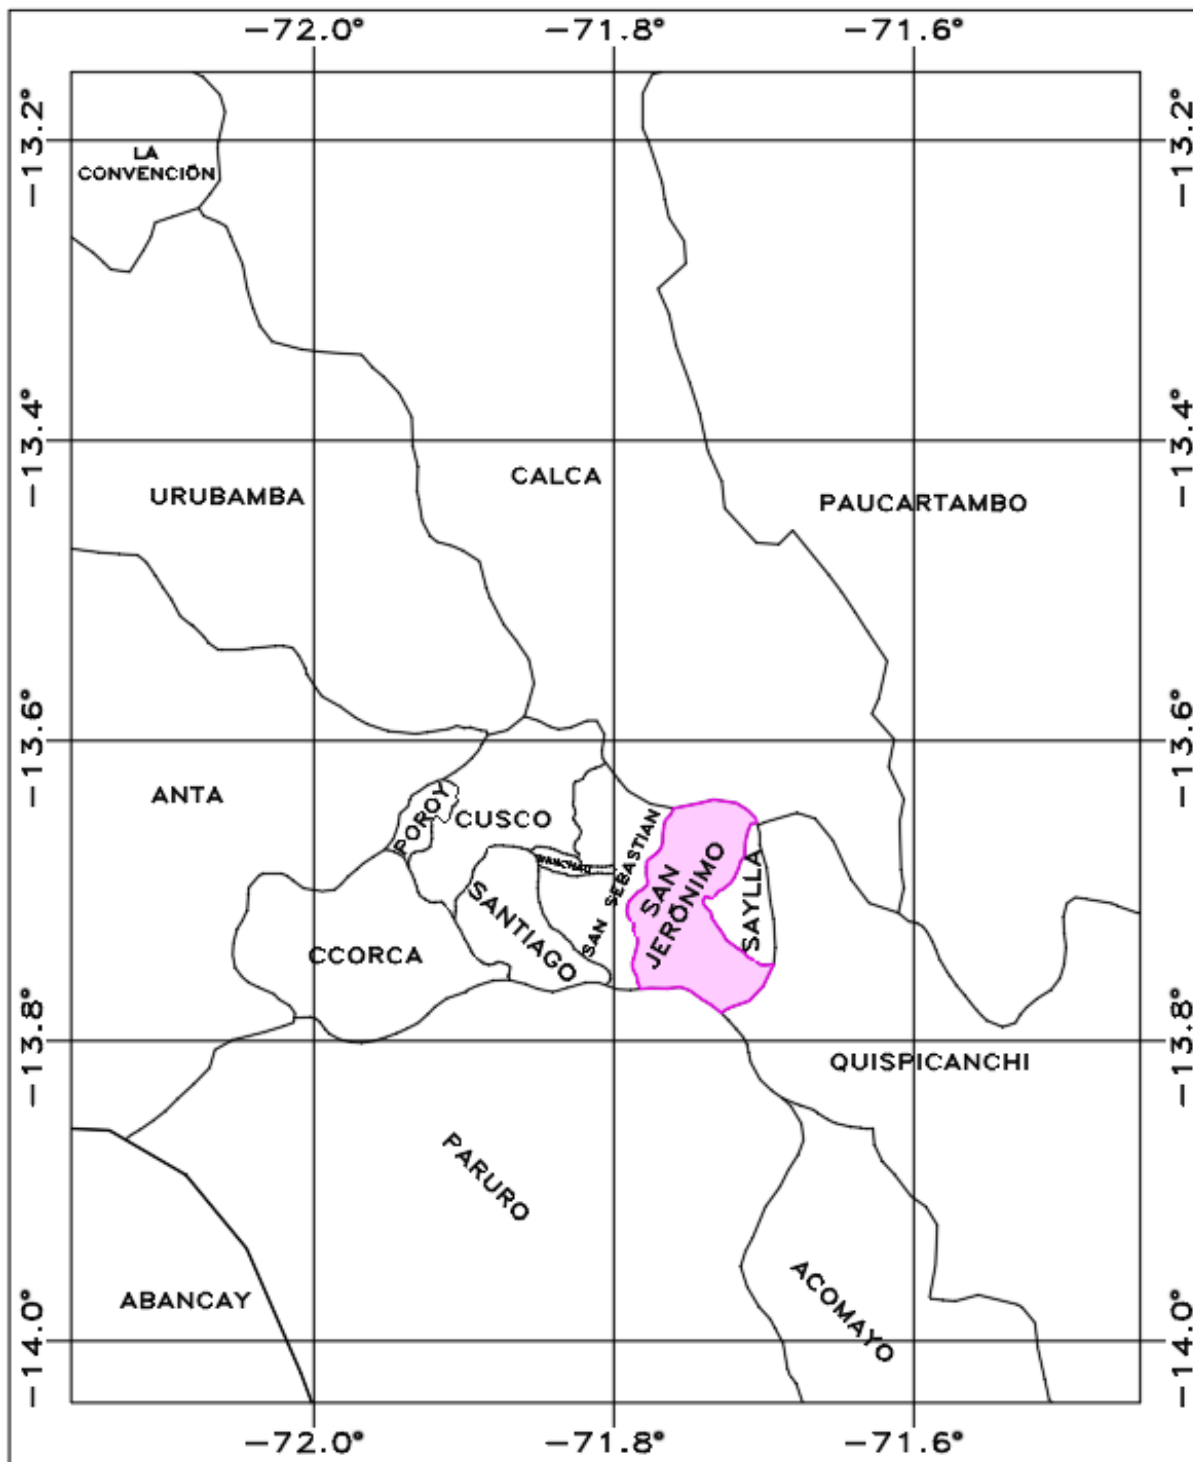 -72.0° -71.8° -71.6°
-13.2° -13.2°
LA
CONVENCIÓN
-13.4° -13.4°
CALCA
URUBAMBA
PAUCARTAMBO
-13.6° -13.6°
ANTA
POROY
CUSCO
SAN SEBASTIAN
SAN
JERÓNIMO
SAYLLA
SANTIAGO
CCORCA
-13.8° -13.8°
QUISPICANCHI
PARURO
ABANCAY
ACOMAYO
-14.0° -14.0°
-72.0° -71.8° -71.6°